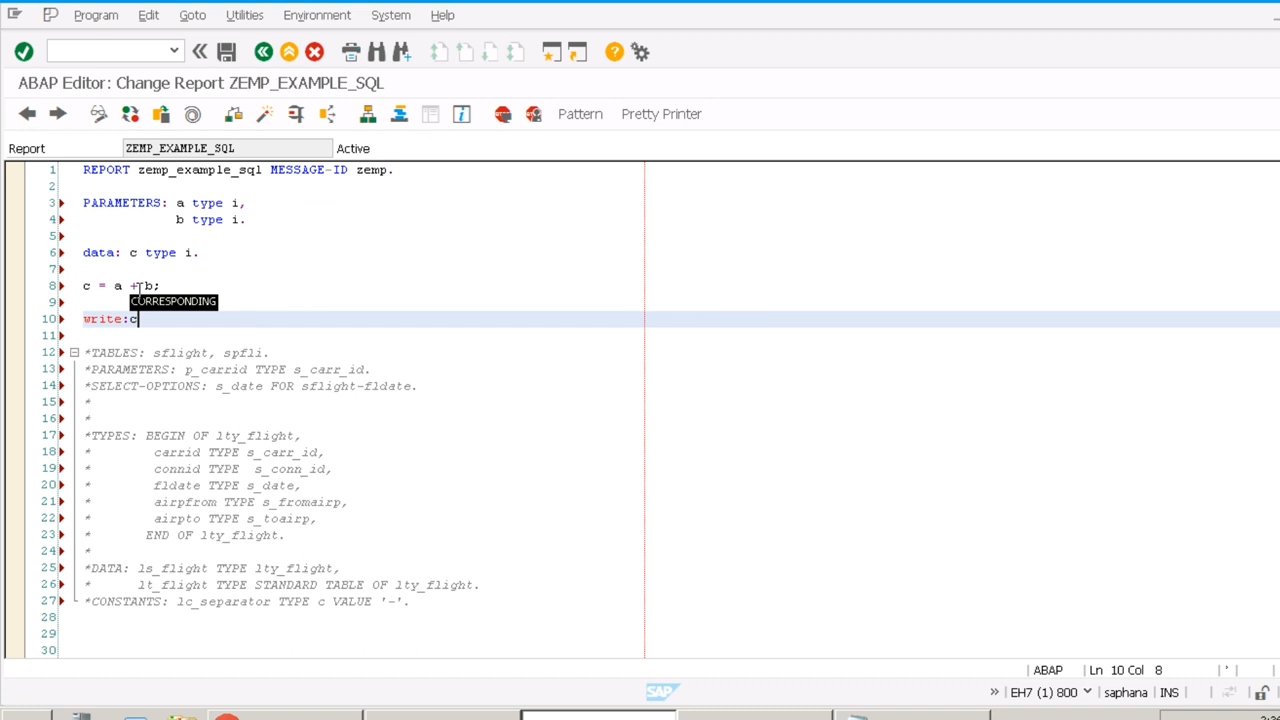 Program Edit Goto Utilities Environment System Help
ABAP Editor: Change Report ZEMP_EXAMPLE_SQL
Pattern Pretty Printer
Report ZEMP_EXAMPLE_SQL Active
1 REPORT zemp_example_sql MESSAGE-ID zemp.
2
3 PARAMETERS: a type i,
4 b type i.
5
6 data: c type i.
7
8 c = a + b;
9 CORRESPONDING
10 write:c
11
12 *TABLES: sflight, spfli.
13 *PARAMETERS: p_carrid TYPE s_carr_id.
14 *SELECT-OPTIONS: s_date FOR sflight-fldate.
15 *
16 *
17 *TYPES: BEGIN OF lty_flight,
18 * carrid TYPE s_carr_id,
19 * connid TYPE s_conn_id,
20 * fldate TYPE s_date,
21 * airpfrom TYPE s_fromairp,
22 * airpto TYPE s_toairp,
23 * END OF lty_flight.
24 *
25 *DATA: ls_flight TYPE lty_flight,
26 * lt_flight TYPE STANDARD TABLE OF lty_flight.
27 *CONSTANTS: lc_separator TYPE c VALUE '-'.
28
29
30
ABAP Ln 10 Col 8
SAP » EH7 (1) 800 saphana INS